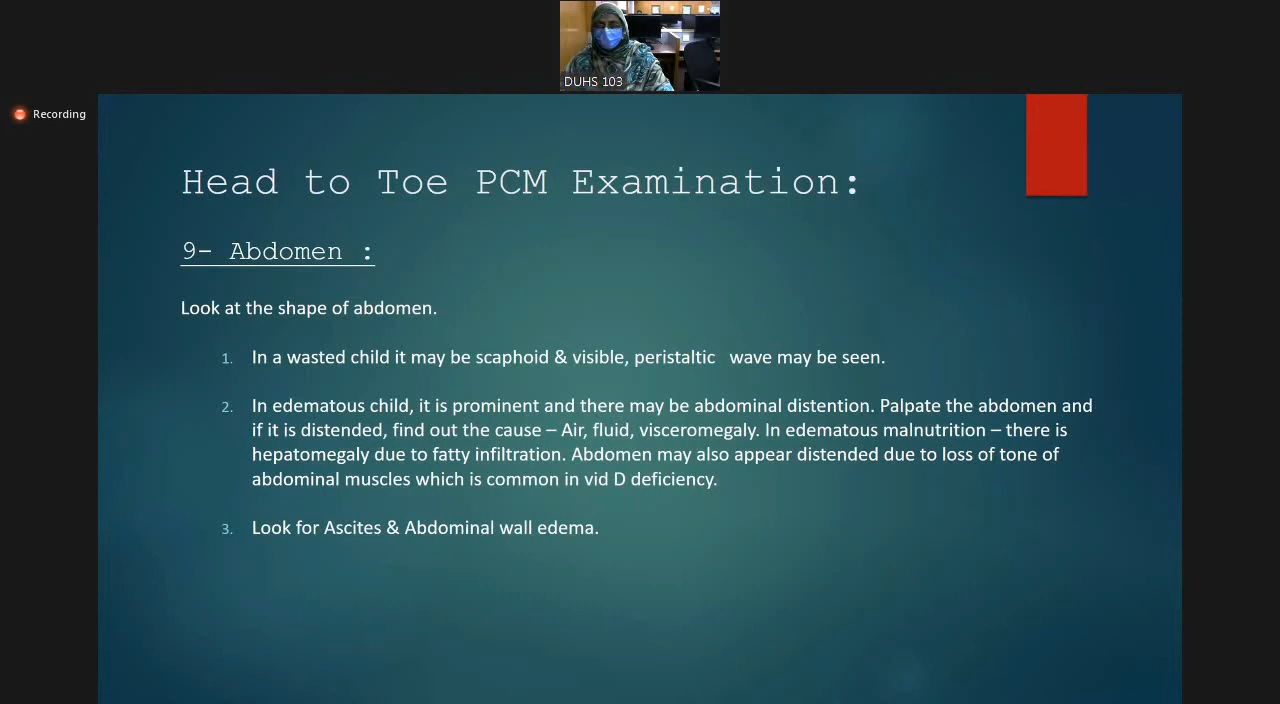 DUHS 103
Recording
Head to Toe PCM Examination:
9- Abdomen :
Look at the shape of abdomen.
1. In a wasted child it may be scaphoid & visible, peristaltic wave may be seen.
2. In edematous child, it is prominent and there may be abdominal distention. Palpate the abdomen and
if it is distended, find out the cause – Air, fluid, visceromegaly. In edematous malnutrition – there is
hepatomegaly due to fatty infiltration. Abdomen may also appear distended due to loss of tone of
abdominal muscles which is common in vid D deficiency.
3. Look for Ascites & Abdominal wall edema.